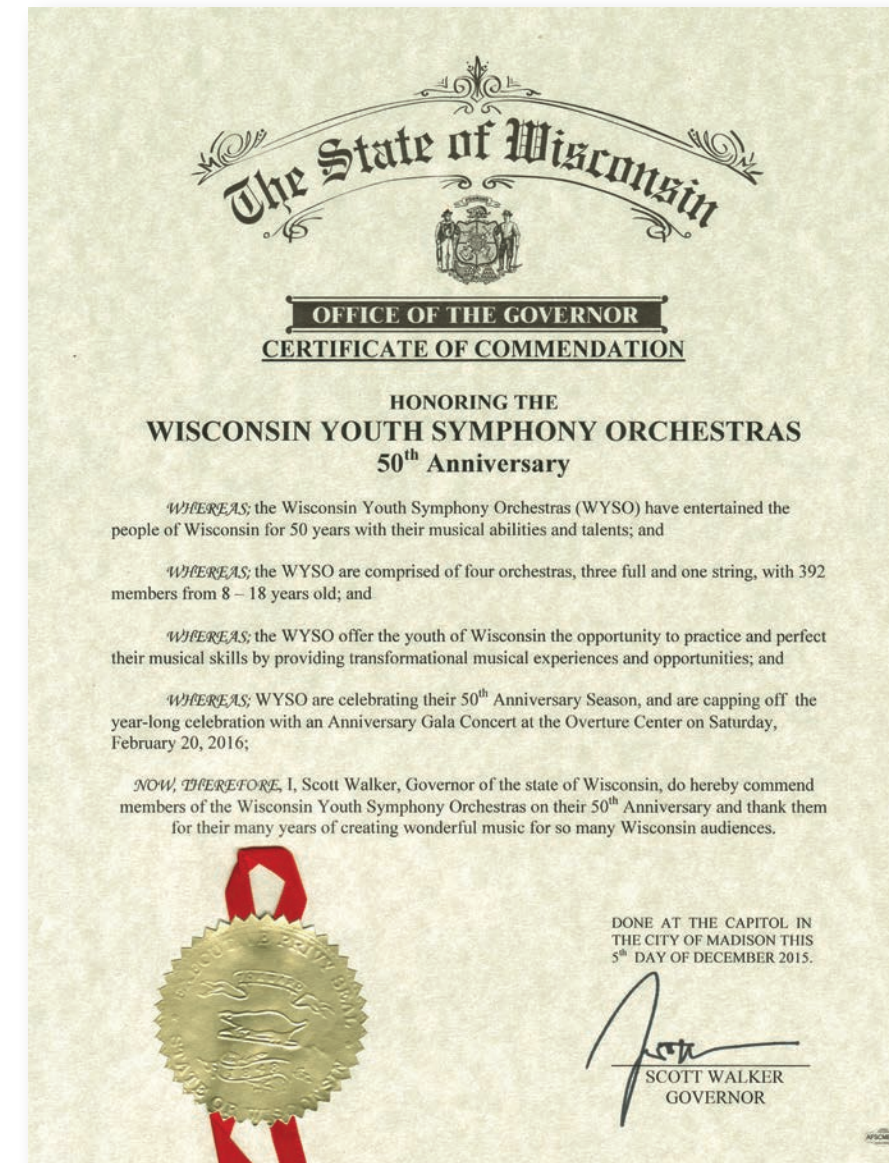 The State of Wisconsin
OFFICE OF THE GOVERNOR
CERTIFICATE OF COMMENDATION
HONORING THE
WISCONSIN YOUTH SYMPHONY ORCHESTRAS
50th Anniversary
WHEREAS; the Wisconsin Youth Symphony Orchestras (WYSO) have entertained the
people of Wisconsin for 50 years with their musical abilities and talents; and
WHEREAS; the WYSO are comprised of four orchestras, three full and one string, with 392
members from 8 – 18 years old; and
WHEREAS; the WYSO offer the youth of Wisconsin the opportunity to practice and perfect
their musical skills by providing transformational musical experiences and opportunities; and
WHEREAS; WYSO are celebrating their 50th Anniversary Season, and are capping off the
year-long celebration with an Anniversary Gala Concert at the Overture Center on Saturday,
February 20, 2016;
NOW, THEREFORE, I, Scott Walker, Governor of the state of Wisconsin, do hereby commend
members of the Wisconsin Youth Symphony Orchestras on their 50th Anniversary and thank them
for their many years of creating wonderful music for so many Wisconsin audiences.
EXECUTIVE PRIVY SEAL
STATE OF WISCONSIN
DONE AT THE CAPITOL IN
THE CITY OF MADISON THIS
5th DAY OF DECEMBER 2015.
SCOTT WALKER
GOVERNOR
AFSCME